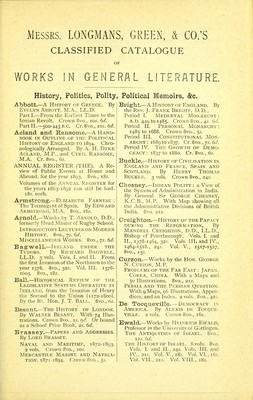 MESSRS. LONGMANS, GREEN, & CO.'S
CLASSIFIED CATALOGUE
OF
WORKS IN GENERAL LITERATURE.
History, Politics, Polity, Political Memoirs, &c.
Abbott.—A HISTORY OF GREECE. By
EVELYN ABBOTT, M.A., LL.D.
Part I.—From the Earliest Times to the
Ionian Revolt. Crown 8vo., 10s. 6d.
Part II.—500-445 B.C. Cr. 8vo., 10s. 6d.
Acland and Ransome.—A HAND-
BOOK IN OUTLINE OF THE POLITICAL
HISTORY OF ENGLAND TO 1894. Chro-
nologically Arranged. By A. H. DYKE
ACLAND, M.P., and CYRIL RANSOME,
M.A. Cr. 8vo., 6s.
ANNUAL REGISTER (THE). A Re-
view of Public Events at Home and
Abroad, for the year 1893. 8vo., 18s.
Volumes of the ANNUAL REGISTER for
the years 1863-1892 can still be had.
18s. each.
Armstrong.—ELIZABETH FARNESE;
The Termagant of Spain. By EDWARD
ARMSTRONG, M.A. 8vo., 16s.
Arnold.—Works by T. ARNOLD, D.D.,
formerly Head Master of Rugby School.
INTRODUCTORY LECTURES ON MODERN
HISTORY. 8vo., 7s. 6d.
MISCELLANEOUS WORKS. 8vo., 7s. 6d.
Bagwell.—IRELAND UNDER THE
TUDORS. By RICHARD BAGWELL,
LL.D. 3 vols. Vols. I. and II. From
the first Invasion of the Northmen to the
year 1578. 8vo., 32s. Vol. III. 1578-
1603. 8vo., 18s.
Ball.—HISTORICAL REVIEW OF THE
LEGISLATIVE SYSTEMS OPERATIVE IN
IRELAND, from the Invasion of Henry
the Second to the Union (1172-1800).
By the Rt. Hon. J. T. BALL. 8vo., 6s.
Besant.—THE HISTORY OF LONDON.
By WALTER BESANT. With 74 Illus-
trations. Crown 8vo., 1s. 9d. Or bound
as a School Prize Book, 2s. 6d.
Brassey.—PAPERS AND ADDRESSES.
By LORD BRASSEY.
NAVAL AND MARITIME, 1872-1893.
2 vols. Crown 8vo., 10s.
MERCANTILE MARINE AND NAVIGA-
TION, 1871-1894. Crown 8vo., 5s.
Bright.—A HISTORY OF ENGLAND. By
the Rev. J. FRANCK BRIGHT, D.D.,
Period I. MEDIÆVAL MONARCHY:
A.D. 449 to 1485. Crown 8vo., 4s. 6d.
Period II. PERSONAL MONARCHY:
1485 to 1688. Crown 8vo., 5s.
Period III. CONSTITUTIONAL MON-
ARCHY: 1689 to 1837. Cr. 8vo., 7s. 6d.
Period IV. THE GROWTH OF DEMO-
CRACY: 1837 to 1880. Cr. 8vo., 6s.
Buckle.—HISTORY OF CIVILISATION IN
ENGLAND AND FRANCE, SPAIN AND
SCOTLAND. By HENRY THOMAS
BUCKLE. 3 vols. Crown 8vo., 24s.
Chesney.—INDIAN POLITY: a View of
the System of Administration in India.
By General Sir GEORGE CHESNEY,
K.C.B., M.P. With Map showing all
the Administrative Divisions of British
India. 8vo., 21s.
Creighton.—HISTORY OF THE PAPACY
DURING THE REFORMATION. By
MANDELL CREIGHTON, D.D., LL.D.,
Bishop of Peterborough. Vols. I. and
II., 1378-1464, 32s. Vols. III. and IV.,
1464-1518., 24s. Vol. V., 1517-1527.
8vo., 15s.
Curzon.—Works by the HON. GEORGE
N. CURZON, M.P.
PROBLEMS OF THE FAR EAST: JAPAN,
COREA, CHINA. With 2 Maps and
50 Illustrations. 8vo., 21s.
PERSIA AND THE PERSIAN QUESTION.
With 9 Maps, 96 Illustrations, Appen-
dices, and an Index. 2 vols. 8vo., 42s.
De Tocqueville.—DEMOCRACY IN
AMERICA. By ALEXIS DE TOCQUE-
VILLE. 2 vols. Crown 8vo., 16s.
Ewald.—Works by HEINRICH EWALD,
Professor in the University of Göttingen.
THE ANTIQUITIES OF ISRAEL. 8vo.,
12s. 6d.
THE HISTORY OF ISRAEL. 8 vols. 8vo.
Vols. I. and II., 24s. Vols. III. and
IV., 21s. Vol. V., 18s. Vol. VI., 16s.
Vol. VII., 21s. Vol. VIII., 18s.